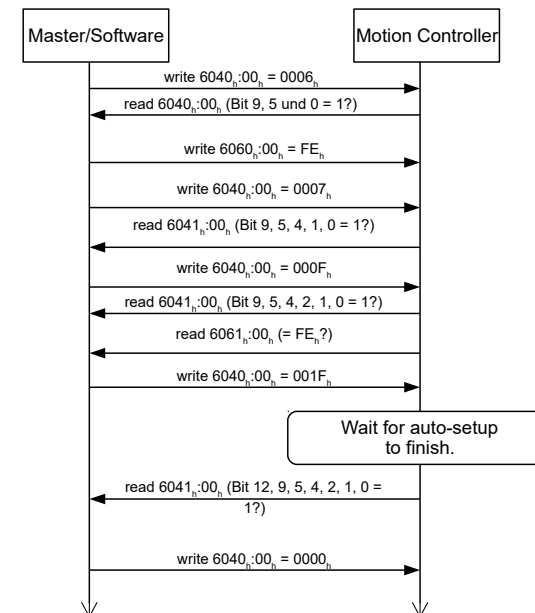 Master/Software
Motion Controller
write 6040ₕ:00ₕ = 0006ₕ
read 6040ₕ:00ₕ (Bit 9, 5 und 0 = 1?)
write 6060ₕ:00ₕ = FEₕ
write 6040ₕ:00ₕ = 0007ₕ
read 6041ₕ:00ₕ (Bit 9, 5, 4, 1, 0 = 1?)
write 6040ₕ:00ₕ = 000Fₕ
read 6041ₕ:00ₕ (Bit 9, 5, 4, 2, 1, 0 = 1?)
read 6061ₕ:00ₕ (= FEₕ?)
write 6040ₕ:00ₕ = 001Fₕ
Wait for auto-setup
to finish.
read 6041ₕ:00ₕ (Bit 12, 9, 5, 4, 2, 1, 0 =
1?)
write 6040ₕ:00ₕ = 0000ₕ